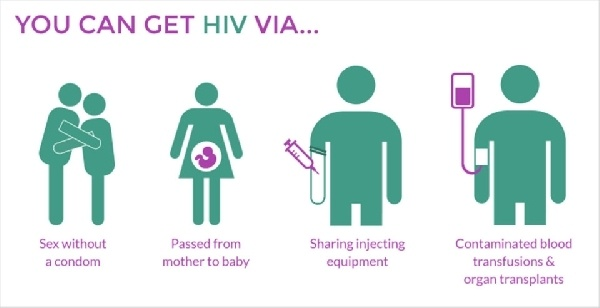 YOU CAN GET HIV VIA...
Sex without
a condom
Passed from
mother to baby
Sharing injecting
equipment
Contaminated blood
transfusions &
organ transplants